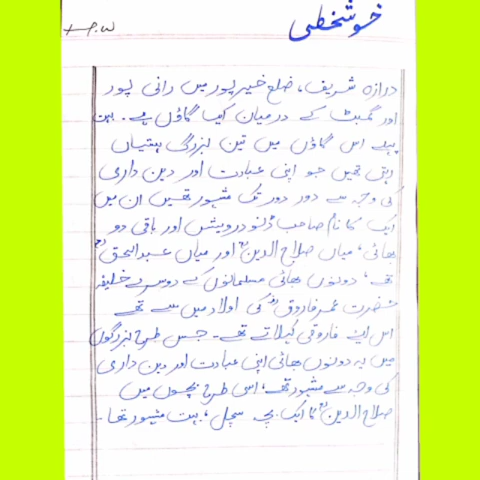 خوشخطی
درازہ شریف، ضلع خیرپور میں رانی پور
اور گمبٹ کے درمیان ایک گاؤں ہے۔ بہت
پہلے اس گاؤں میں تین بزرگ ہستیاں
رہتی تھیں جو اپنی عبادت اور دین داری
کی وجہ سے دور دور تک مشہور تھیں ان میں
ایک کا نام صاحب ڈنو درویش اور باقی دو
بھائی، میاں صلاح الدینؒ اور میاں عبدالحقؒ
تھے، دونوں بھائی مسلمانوں کے دوسرے خلیفہ
حضرت عمر فاروقؓ کی اولاد میں سے تھے
اس لیے فاروقی کہلاتے تھے۔ جس طرح بزرگوں
میں یہ دونوں بھائی اپنی عبادت اور دین داری
کی وجہ سے مشہور تھے، اسی طرح بچوں میں
صلاح الدینؒ کا ایک بچہ سچل، بہت مشہور تھا۔